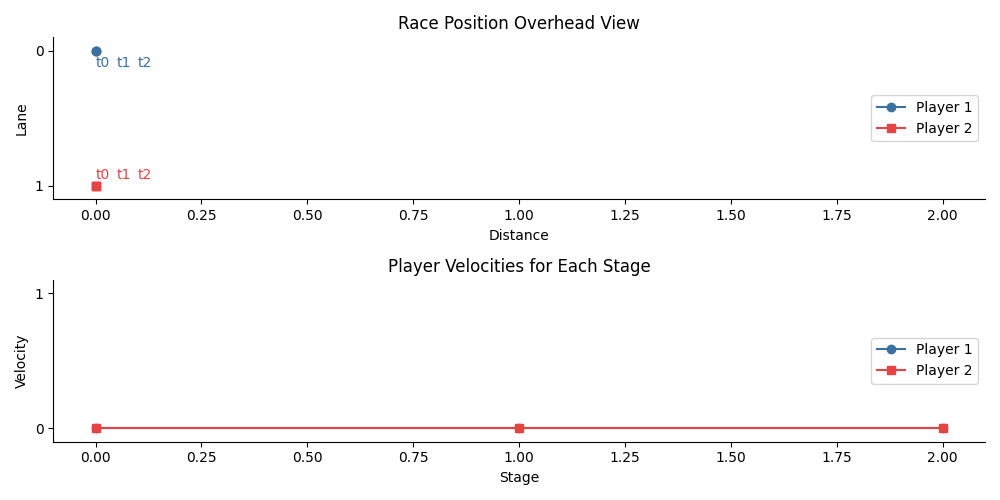 Race Position Overhead View
0
t0 t1 t2
Lane
Player 1
Player 2
t0 t1 t2
1
0.00 0.25 0.50 0.75 1.00 1.25 1.50 1.75 2.00
Distance
Player Velocities for Each Stage
1
Velocity
Player 1
Player 2
0
0.00 0.25 0.50 0.75 1.00 1.25 1.50 1.75 2.00
Stage